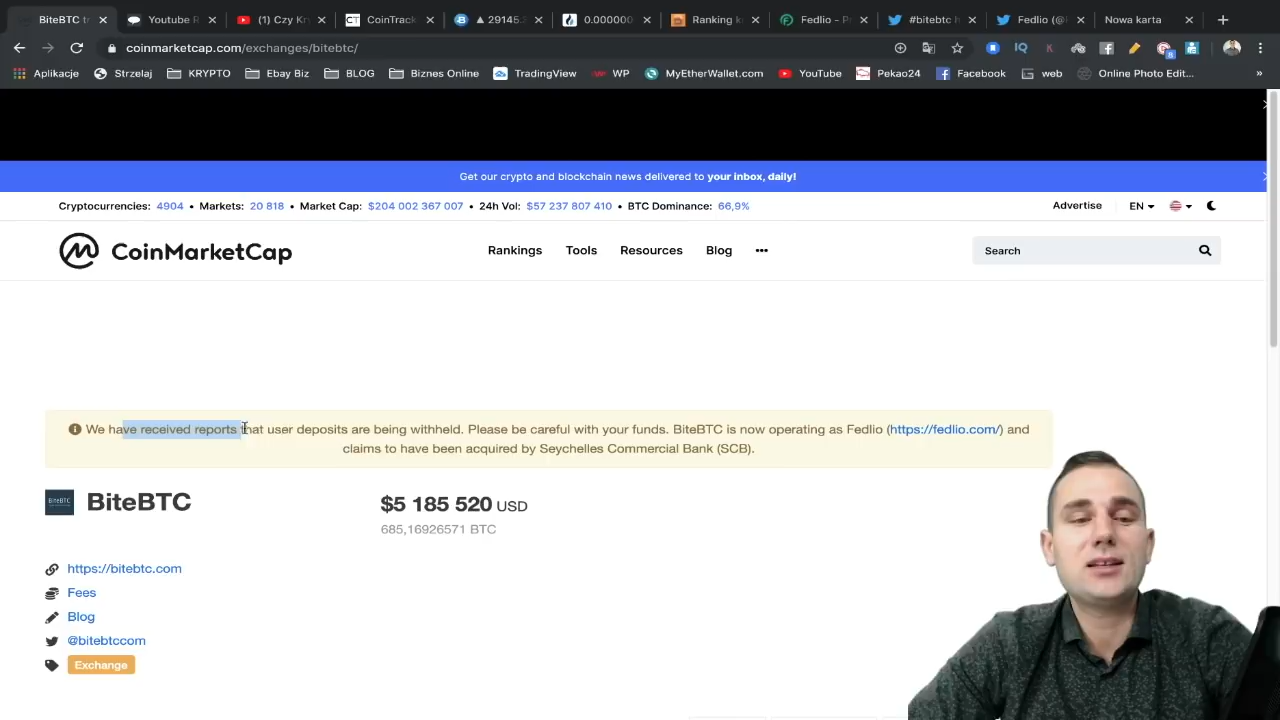 BiteBTC tr
Youtube R
(1) Czy Kr
CoinTrack
▲ 29145.
0.000000
Ranking k
Fedlio - Pr
#bitebtc h
Fedlio (@
Nowa karta
coinmarketcap.com/exchanges/bitebtc/
Aplikacje
Strzelaj
KRYPTO
Ebay Biz
BLOG
Biznes Online
TradingView
WP
MyEtherWallet.com
YouTube
Pekao24
Facebook
web
Online Photo Edit...
»
Get our crypto and blockchain news delivered to your inbox, daily!
Cryptocurrencies: 4904 • Markets: 20 818 • Market Cap: $204 002 367 007 • 24h Vol: $57 237 807 410 • BTC Dominance: 66,9%
Advertise
EN
CoinMarketCap
Rankings
Tools
Resources
Blog
•••
Search
We have received reports that user deposits are being withheld. Please be careful with your funds. BiteBTC is now operating as Fedlio (https://fedlio.com/) and
claims to have been acquired by Seychelles Commercial Bank (SCB).
BiteBTC
BiteBTC
$5 185 520 USD
685,16926571 BTC
https://bitebtc.com
Fees
Blog
@bitebtccom
Exchange